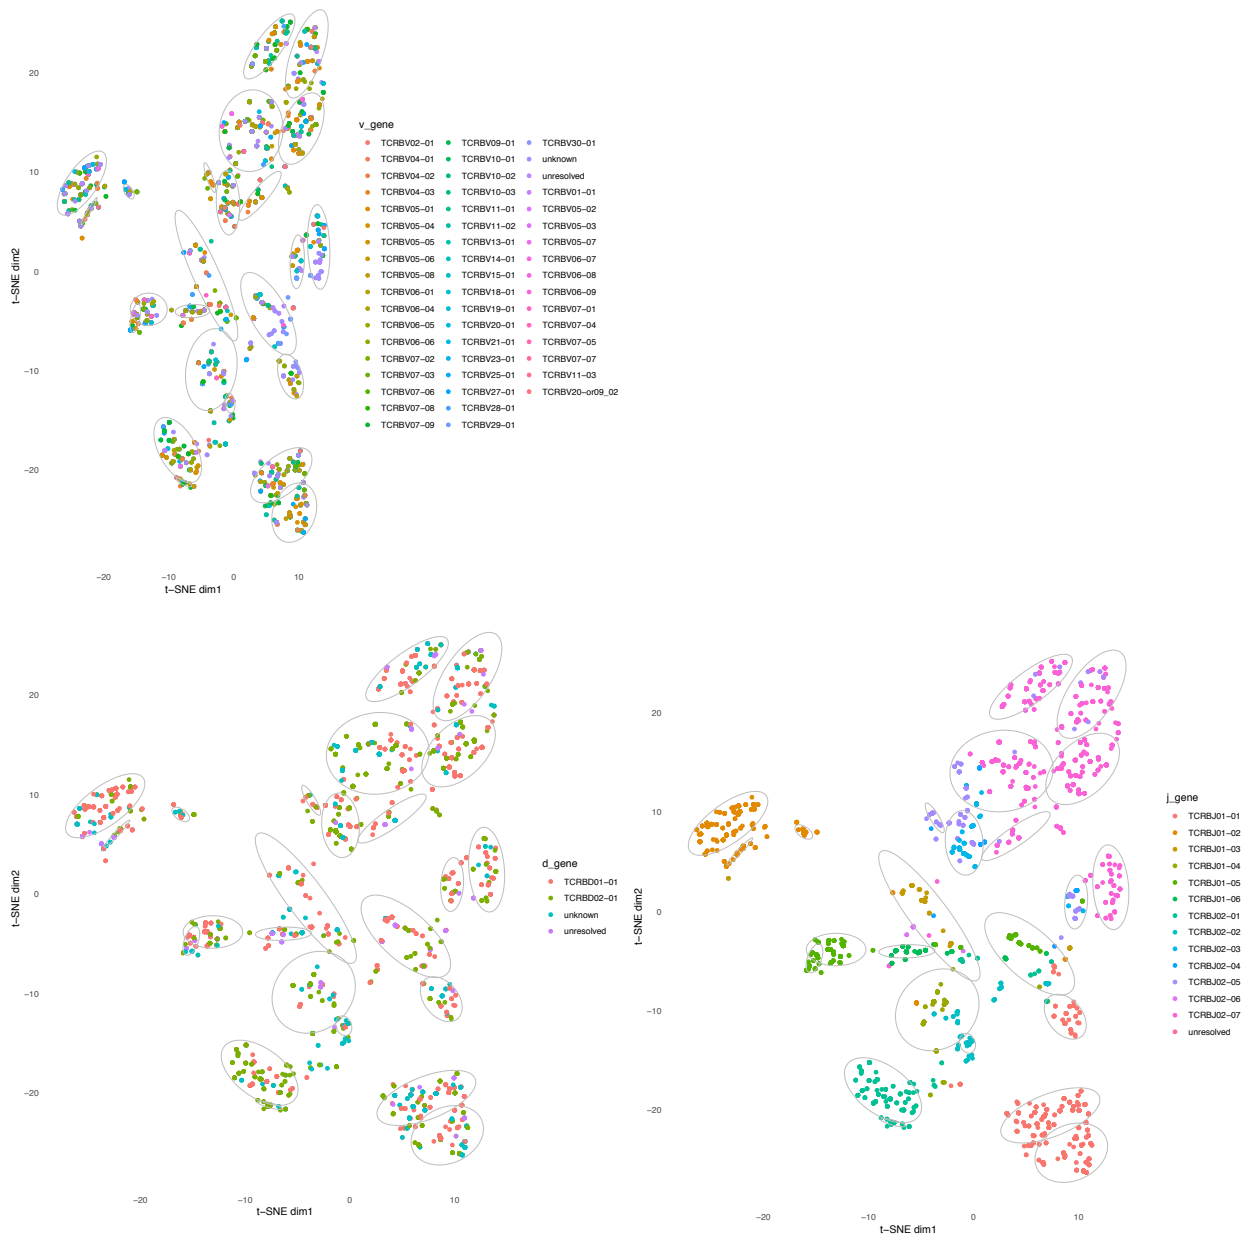 20
10
0
−10
−20
t−SNE dim2
−20
−10
0
10
t−SNE dim1
v_gene
TCRBV02−01
TCRBV04−01
TCRBV04−02
TCRBV04−03
TCRBV05−01
TCRBV05−04
TCRBV05−05
TCRBV05−06
TCRBV05−08
TCRBV06−01
TCRBV06−04
TCRBV06−05
TCRBV06−06
TCRBV07−02
TCRBV07−03
TCRBV07−06
TCRBV07−08
TCRBV07−09
TCRBV09−01
TCRBV10−01
TCRBV10−02
TCRBV10−03
TCRBV11−01
TCRBV11−02
TCRBV13−01
TCRBV14−01
TCRBV15−01
TCRBV18−01
TCRBV19−01
TCRBV20−01
TCRBV21−01
TCRBV23−01
TCRBV25−01
TCRBV27−01
TCRBV28−01
TCRBV29−01
TCRBV30−01
unknown
unresolved
TCRBV01−01
TCRBV05−02
TCRBV05−03
TCRBV05−07
TCRBV06−07
TCRBV06−08
TCRBV06−09
TCRBV07−01
TCRBV07−04
TCRBV07−05
TCRBV07−07
TCRBV11−03
TCRBV20−or09_02
20
10
0
−10
−20
t−SNE dim2
−20
−10
0
10
t−SNE dim1
d_gene
TCRBD01−01
TCRBD02−01
unknown
unresolved
20
10
0
−10
−20
t−SNE dim2
−20
−10
0
10
t−SNE dim1
j_gene
TCRBJ01−01
TCRBJ01−02
TCRBJ01−03
TCRBJ01−04
TCRBJ01−05
TCRBJ01−06
TCRBJ02−01
TCRBJ02−02
TCRBJ02−03
TCRBJ02−04
TCRBJ02−05
TCRBJ02−06
TCRBJ02−07
unresolved